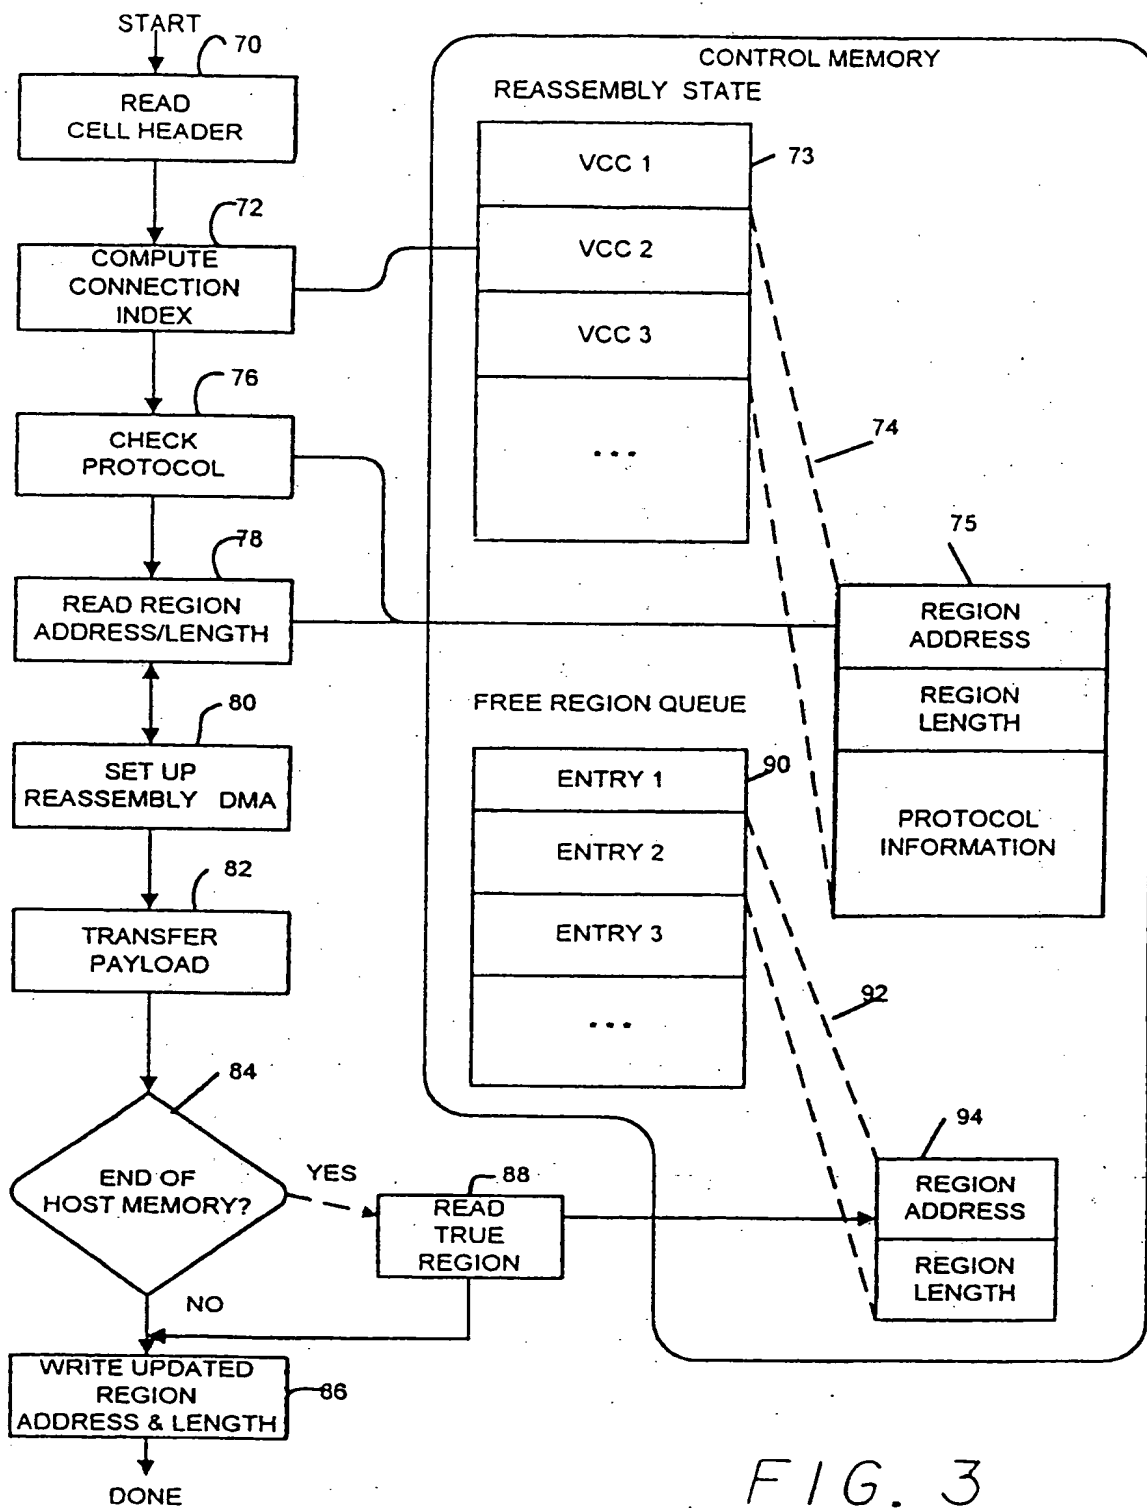 START
70
READ
CELL HEADER
72
COMPUTE
CONNECTION
INDEX
76
CHECK
PROTOCOL
78
READ REGION
ADDRESS/LENGTH
80
SET UP
REASSEMBLY DMA
82
TRANSFER
PAYLOAD
84
END OF
HOST MEMORY?
YES
NO
88
READ
TRUE
REGION
WRITE UPDATED
REGION
ADDRESS & LENGTH
86
DONE
CONTROL MEMORY
REASSEMBLY STATE
VCC 1
73
VCC 2
VCC 3
...
74
75
REGION
ADDRESS
REGION
LENGTH
PROTOCOL
INFORMATION
FREE REGION QUEUE
ENTRY 1
90
ENTRY 2
ENTRY 3
...
92
94
REGION
ADDRESS
REGION
LENGTH
FIG. 3